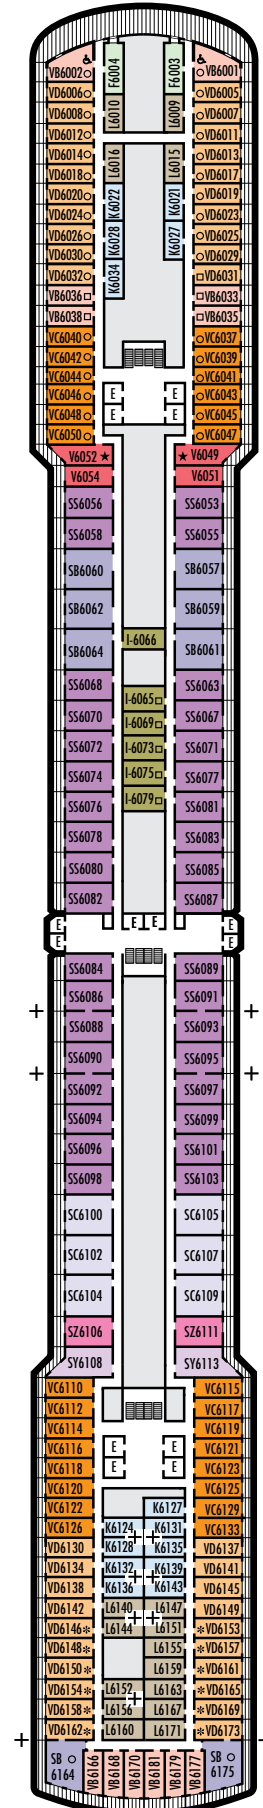 VB6002 F6004 F6003 VB6001
VD6006 VD6005
VD6008 L6010 L6009 VD6007
VD6012 VD6011
VD6014 L6016 L6015 VD6013
VD6018 VD6017
VD6020 K6022 K6021 VD6019
VD6024 VD6023
VD6026 K6028 K6027 VD6025
VD6030 VD6029
VD6032 K6034 VD6031
VB6036 VB6033
VB6038 VB6035
VC6040 VC6037
VC6042 VC6039
VC6044 VC6041
VC6046 E E VC6043
VC6048 E E VC6045
VC6050 VC6047
V6052 V6049
V6054 V6051
SS6056 SS6053
SS6058 SS6055
SB6060 SB6057
SB6062 SB6059
SB6064 I-6066 SB6061
SS6068 SS6063
SS6070 I-6065 SS6067
SS6072 I-6069 SS6071
SS6074 I-6073 SS6077
SS6076 I-6075 SS6081
SS6078 I-6079 SS6083
SS6080 SS6085
SS6082 SS6087
E E E E
E E
SS6084 SS6089
SS6086 SS6091
SS6088 SS6093
SS6090 SS6095
SS6092 SS6097
SS6094 SS6099
SS6096 SS6101
SS6098 SS6103
SC6100 SC6105
SC6102 SC6107
SC6104 SC6109
SZ6106 SZ6111
SY6108 SY6113
VC6110 VC6115
VC6112 VC6117
VC6114 VC6119
VC6116 E E VC6121
VC6118 E E VC6123
VC6120 VC6125
VC6122 K6127 VC6129
VC6126 K6124 K6131 VC6133
VD6130 K6128 K6135 VD6137
VD6134 K6132 K6139 VD6141
VD6138 K6136 K6143 VD6145
VD6142 L6140 L6147 VD6149
VD6146 L6144 L6151 VD6153
VD6148 L6155 VD6157
VD6150 L6159 VD6161
VD6154 L6152 L6163 VD6165
VD6158 L6156 L6167 VD6169
VD6162 L6160 L6171 VD6173
SB 6164 VB6166 VB6168 VB6170 VB6181 VB6179 VB6177 SB 6175